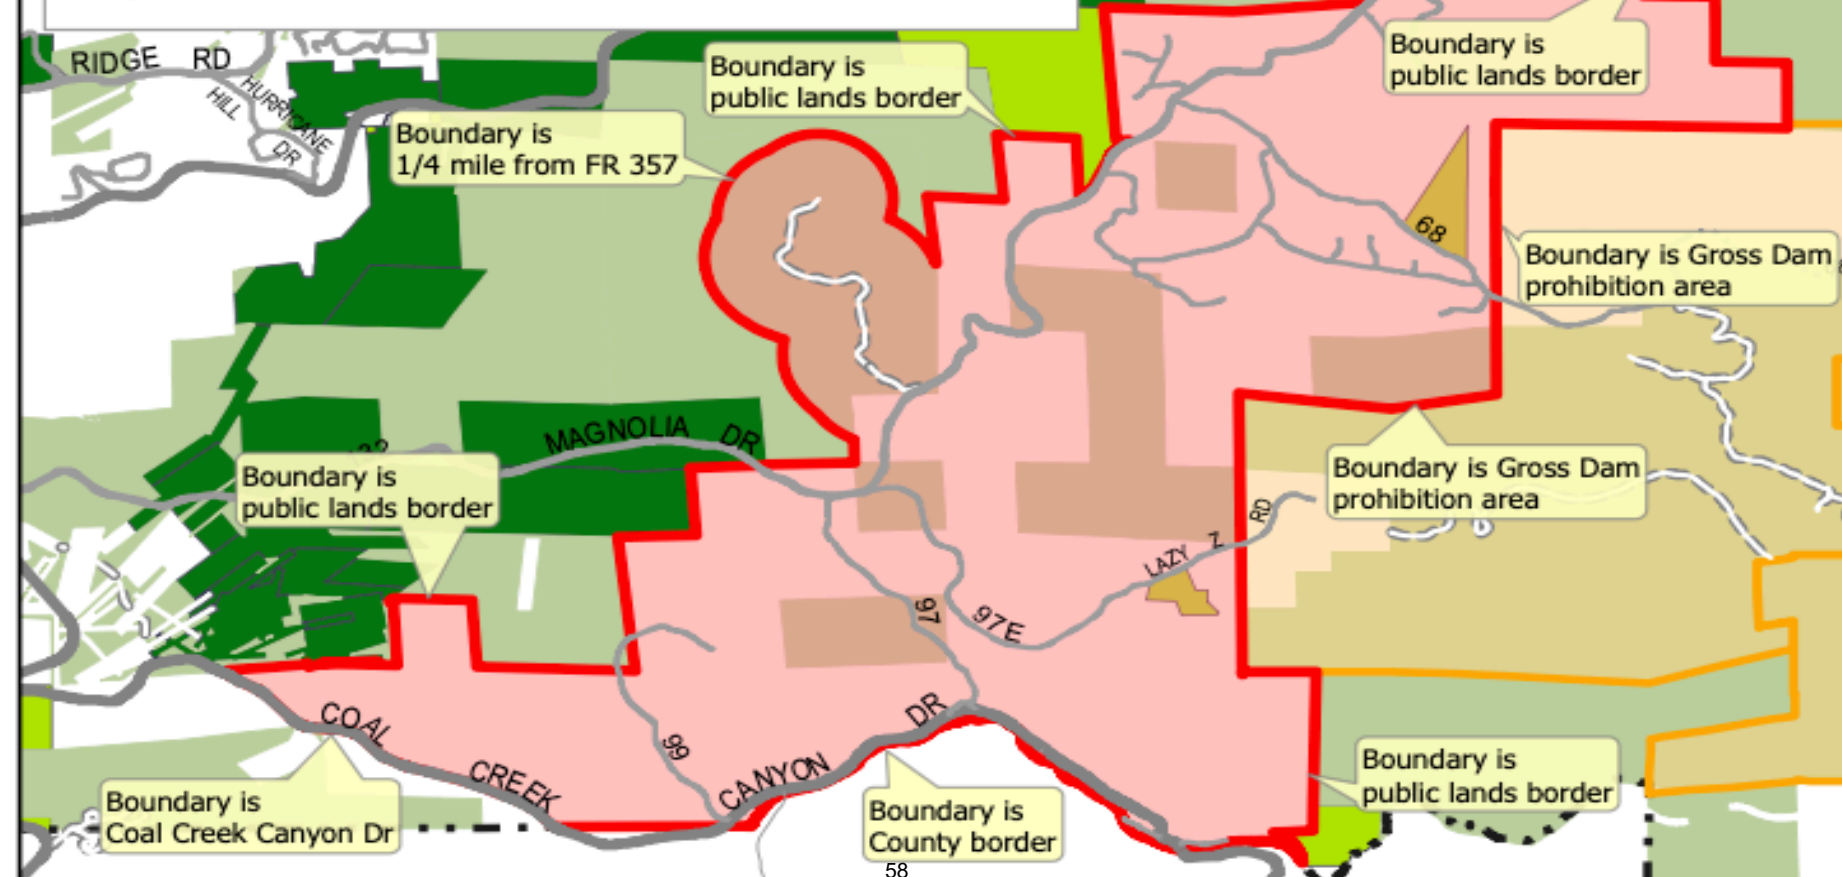 RIDGE RD
HURRICANE
HILL
DR
Boundary is
public lands border
Boundary is
public lands border
Boundary is
1/4 mile from FR 357
68
Boundary is Gross Dam
prohibition area
MAGNOLIA DR
Boundary is
public lands border
Boundary is Gross Dam
prohibition area
LAZY Z RD
97
97E
COAL
CREEK
CANYON
DR
99
Boundary is
public lands border
Boundary is
Coal Creek Canyon Dr
Boundary is
County border
58